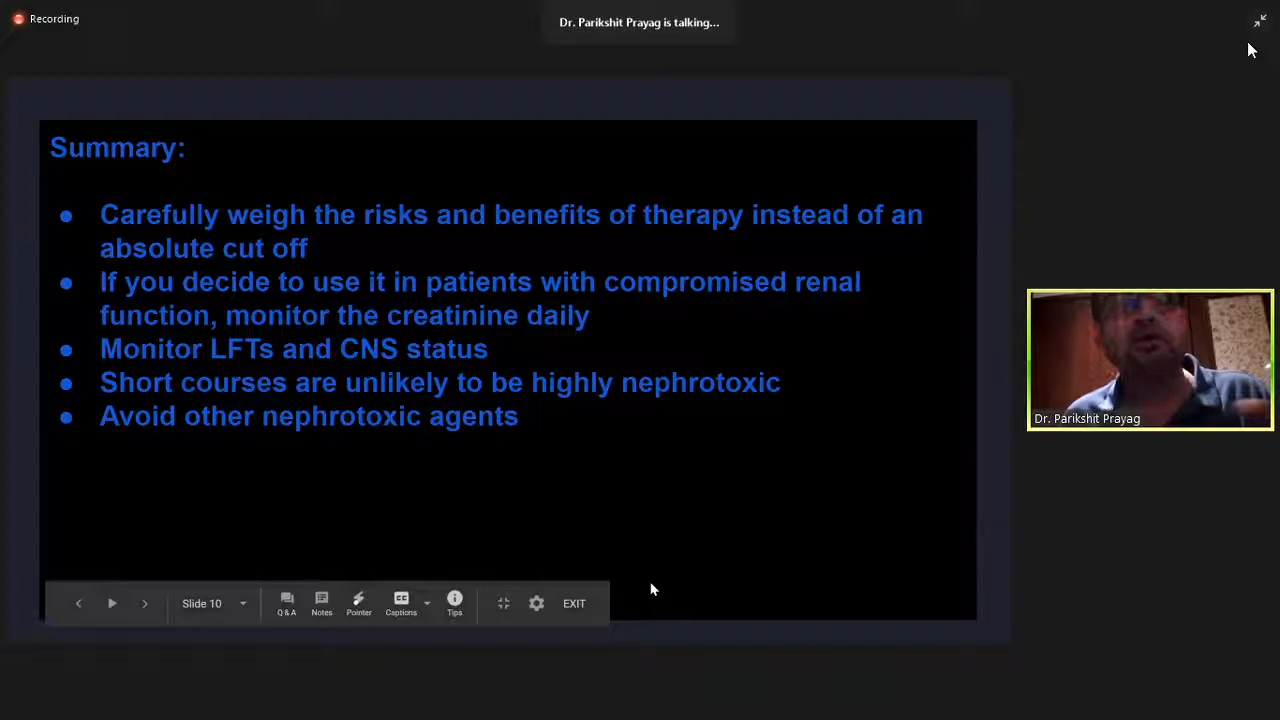 Recording
Dr. Parikshit Prayag is talking...
Summary:
● Carefully weigh the risks and benefits of therapy instead of an
absolute cut off
● If you decide to use it in patients with compromised renal
function, monitor the creatinine daily
● Monitor LFTs and CNS status
● Short courses are unlikely to be highly nephrotoxic
● Avoid other nephrotoxic agents
Dr. Parikshit Prayag
Slide 10
Q & A
Notes
Pointer
CC
Captions
Tips
EXIT